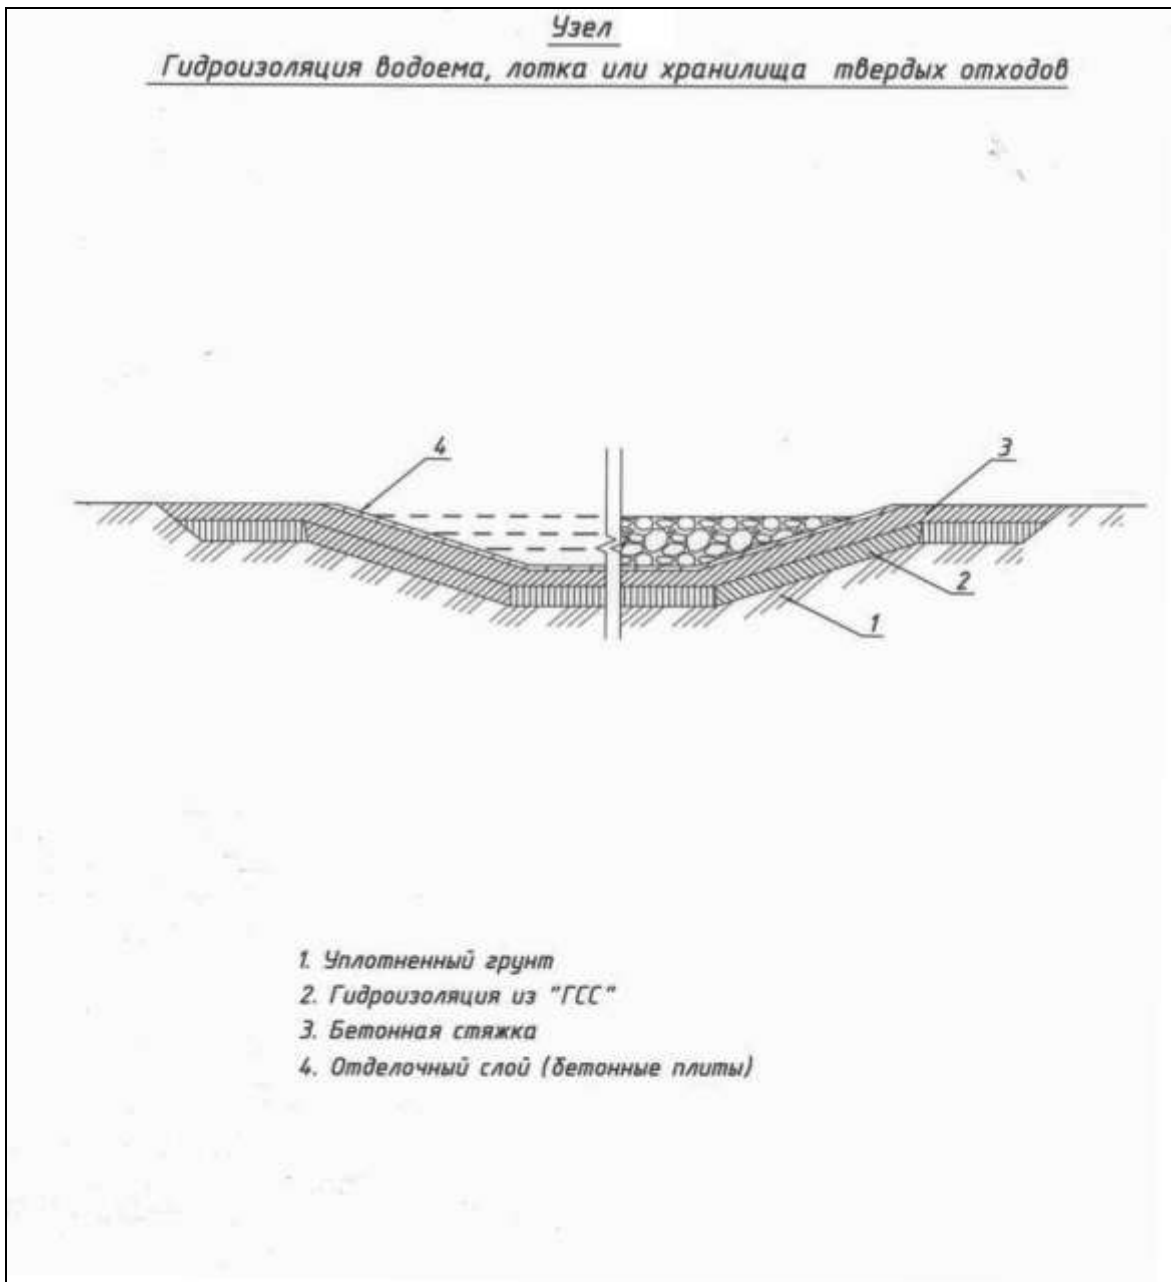 Узел
Гидроизоляция водоема, лотка или хранилища твердых отходов
4
3
2
1
1. Уплотненный грунт
2. Гидроизоляция из "ГСС"
3. Бетонная стяжка
4. Отделочный слой (бетонные плиты)